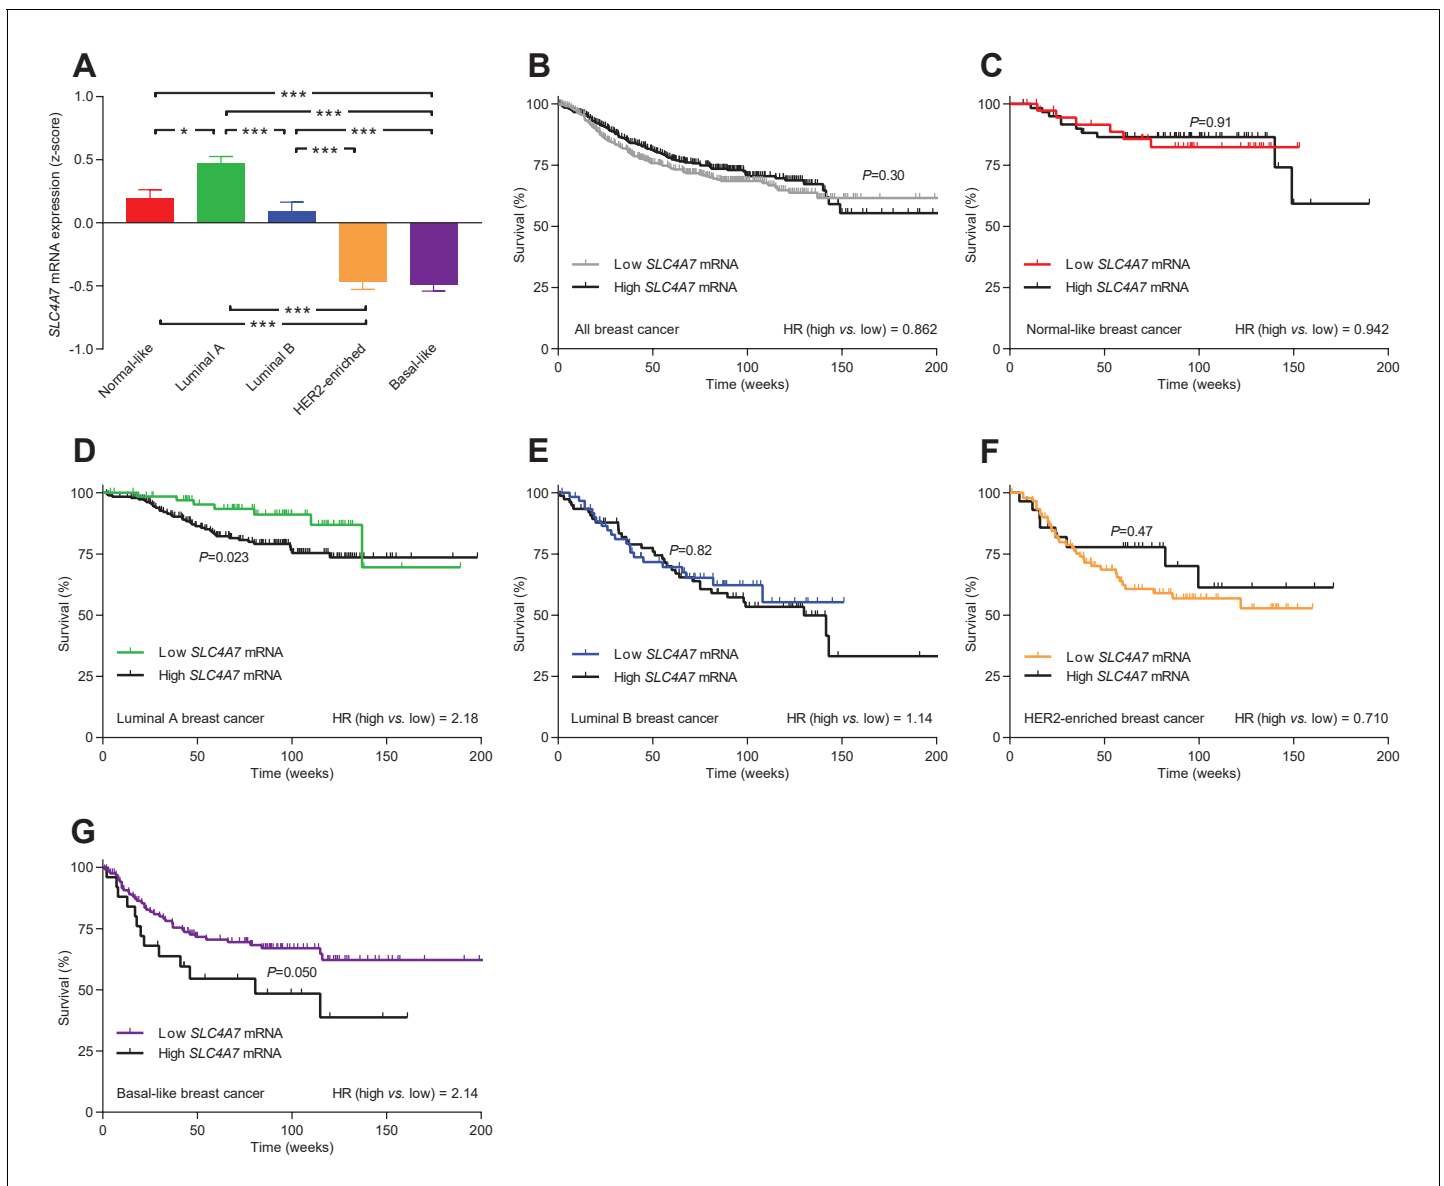 A
***
***
* *** ***
***
1.0
0.5
0.0
-0.5
-1.0
SLC4A7 mRNA expression (z-score)
***
***
Normal-like
Luminal A
Luminal B
HER2-enriched
Basal-like
B
100
75
50
25
0
Survival (%)
P=0.30
Low SLC4A7 mRNA
High SLC4A7 mRNA
All breast cancer HR (high vs. low) = 0.862
0 50 100 150 200
Time (weeks)
C
100
75
50
25
0
Survival (%)
P=0.91
Low SLC4A7 mRNA
High SLC4A7 mRNA
Normal-like breast cancer HR (high vs. low) = 0.942
0 50 100 150 200
Time (weeks)
D
100
75
50
25
0
Survival (%)
P=0.023
Low SLC4A7 mRNA
High SLC4A7 mRNA
Luminal A breast cancer HR (high vs. low) = 2.18
0 50 100 150 200
Time (weeks)
E
100
75
50
25
0
Survival (%)
P=0.82
Low SLC4A7 mRNA
High SLC4A7 mRNA
Luminal B breast cancer HR (high vs. low) = 1.14
0 50 100 150 200
Time (weeks)
F
100
75
50
25
0
Survival (%)
P=0.47
Low SLC4A7 mRNA
High SLC4A7 mRNA
HER2-enriched breast cancer HR (high vs. low) = 0.710
0 50 100 150 200
Time (weeks)
G
100
75
50
25
0
Survival (%)
P=0.050
Low SLC4A7 mRNA
High SLC4A7 mRNA
Basal-like breast cancer HR (high vs. low) = 2.14
0 50 100 150 200
Time (weeks)